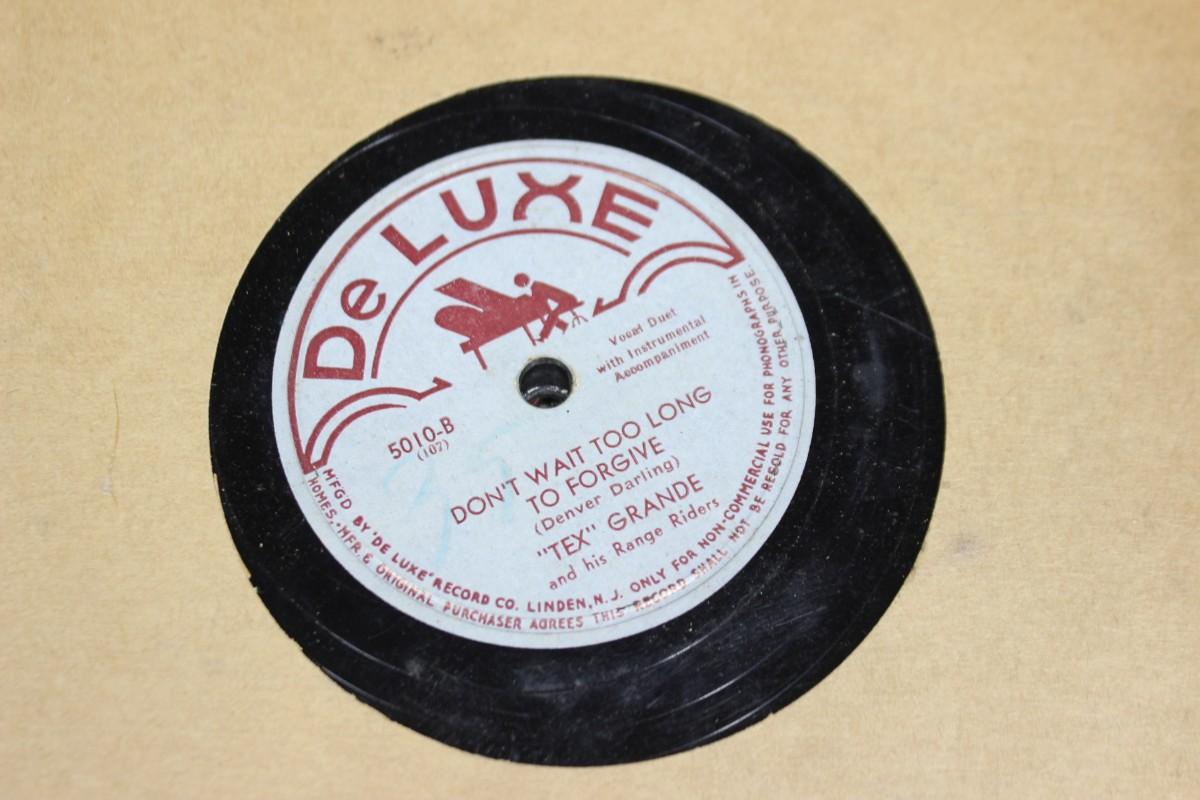 De LUXE
Vocal Duet
with Instrumental
Accompaniment
5010-B
(107)
DON'T WAIT TOO LONG
TO FORGIVE
(Denver Darling)
"TEX" GRANDE
and his Range Riders
MFGD BY "DE LUXE" RECORD CO. LINDEN, N.J. ONLY FOR NON-COMMERCIAL USE FOR PHONOGRAPHS IN
HOMES. MFR. & ORIGINAL PURCHASER AGREES THIS RECORD SHALL NOT BE RESOLD FOR ANY OTHER PURPOSE.